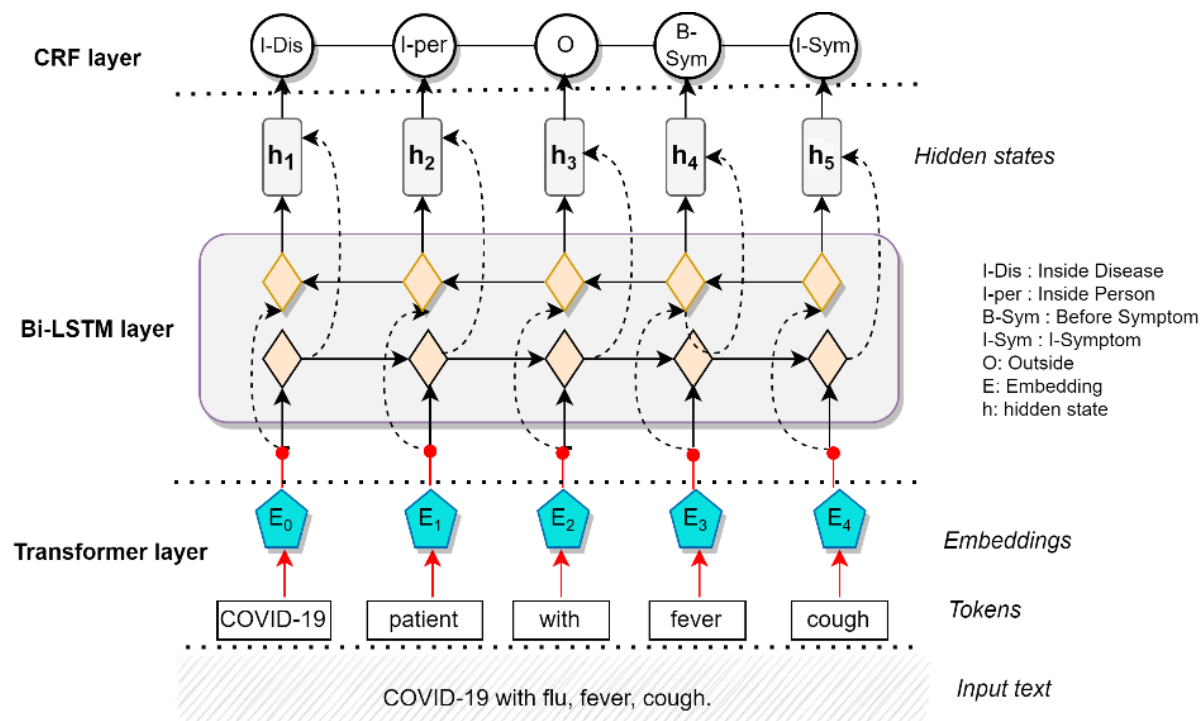 CRF layer
I-Dis
I-per
O
B-
Sym
I-Sym
h1
h2
h3
h4
h5
Hidden states
Bi-LSTM layer
I-Dis : Inside Disease
I-per : Inside Person
B-Sym : Before Symptom
I-Sym : I-Symptom
O: Outside
E: Embedding
h: hidden state
E0
E1
E2
E3
E4
Transformer layer
Embeddings
COVID-19
patient
with
fever
cough
Tokens
COVID-19 with flu, fever, cough.
Input text